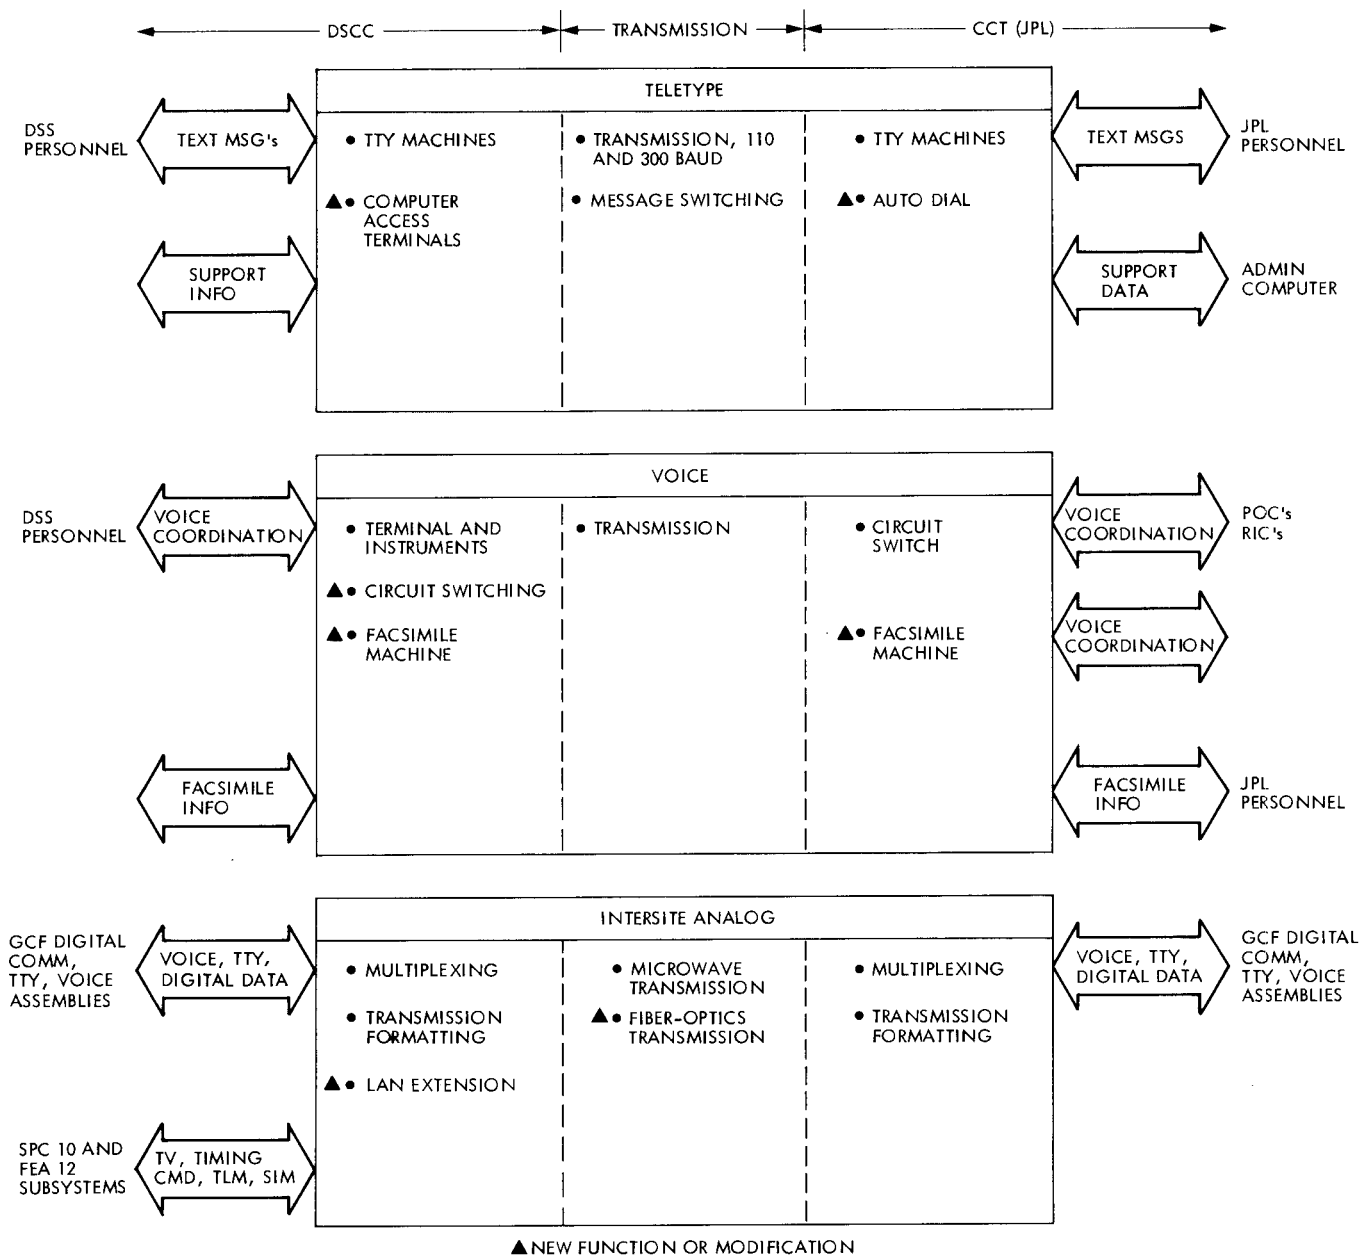 DSCC
TRANSMISSION
CCT (JPL)
TELETYPE
DSS
PERSONNEL
TEXT MSG's
• TTY MACHINES
▲• COMPUTER
ACCESS
TERMINALS
• TRANSMISSION, 110
AND 300 BAUD
• MESSAGE SWITCHING
• TTY MACHINES
▲• AUTO DIAL
TEXT MSGS
JPL
PERSONNEL
SUPPORT
INFO
SUPPORT
DATA
ADMIN
COMPUTER
VOICE
DSS
PERSONNEL
VOICE
COORDINATION
• TERMINAL AND
INSTRUMENTS
▲• CIRCUIT SWITCHING
▲• FACSIMILE
MACHINE
• TRANSMISSION
• CIRCUIT
SWITCH
▲• FACSIMILE
MACHINE
VOICE
COORDINATION
POC's
RIC's
VOICE
COORDINATION
FACSIMILE
INFO
FACSIMILE
INFO
JPL
PERSONNEL
INTERSITE ANALOG
GCF DIGITAL
COMM,
TTY, VOICE
ASSEMBLIES
VOICE, TTY,
DIGITAL DATA
• MULTIPLEXING
• TRANSMISSION
FORMATTING
▲• LAN EXTENSION
• MICROWAVE
TRANSMISSION
▲• FIBER-OPTICS
TRANSMISSION
• MULTIPLEXING
• TRANSMISSION
FORMATTING
VOICE, TTY,
DIGITAL DATA
GCF DIGITAL
COMM,
TTY, VOICE
ASSEMBLIES
SPC 10 AND
FEA 12
SUBSYSTEMS
TV, TIMING
CMD, TLM, SIM
▲NEW FUNCTION OR MODIFICATION